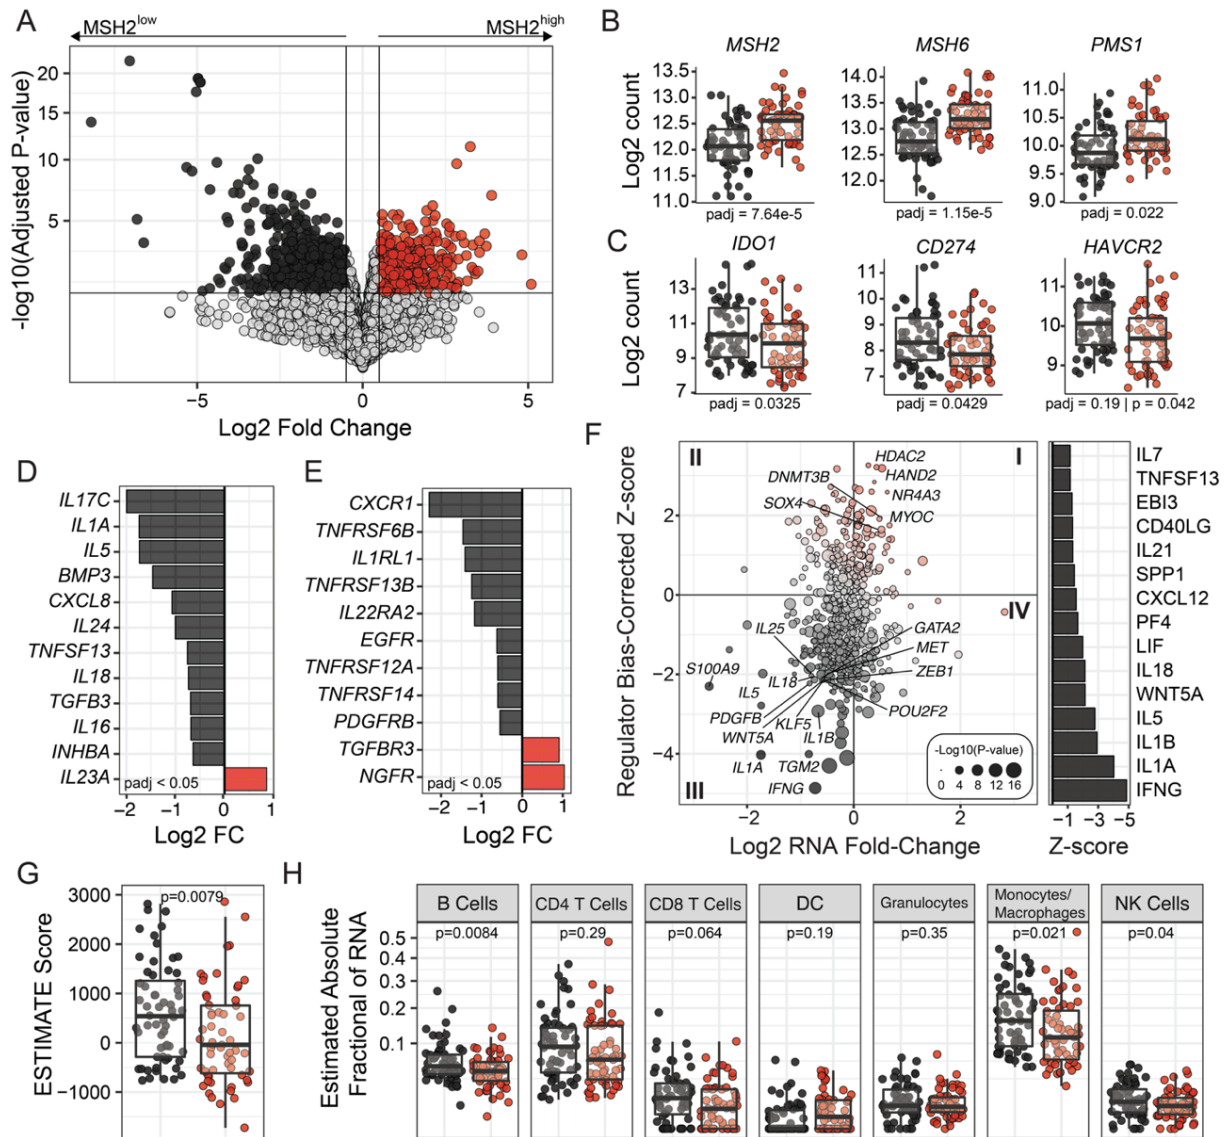 A
MSH2low
MSH2high
-log10(Adjusted P-value)
20
15
10
5
−5
0
5
Log2 Fold Change
B
MSH2
MSH6
PMS1
Log2 count
13.5
13.0
12.5
12.0
11.5
11.0
14.0
13.5
13.0
12.5
12.0
11.0
10.5
10.0
9.5
9.0
padj = 7.64e-5
padj = 1.15e-5
padj = 0.022
C
IDO1
CD274
HAVCR2
Log2 count
13
11
9
7
11
10
9
8
7
6
11
10
9
padj = 0.0325
padj = 0.0429
padj = 0.19 | p = 0.042
D
IL17C
IL1A
IL5
BMP3
CXCL8
IL24
TNFSF13
IL18
TGFB3
IL16
INHBA
IL23A
padj < 0.05
−2
−1
0
1
Log2 FC
E
CXCR1
TNFRSF6B
IL1RL1
TNFRSF13B
IL22RA2
EGFR
TNFRSF12A
TNFRSF14
PDGFRB
TGFBR3
NGFR
padj < 0.05
−2
−1
0
1
Log2 FC
F
Regulator Bias-Corrected Z-score
2
0
−2
−4
II
I
III
IV
HDAC2
DNMT3B
HAND2
SOX4
NR4A3
MYOC
IL25
GATA2
MET
S100A9
ZEB1
IL18
IL5
PDGFB
KLF5
POU2F2
WNT5A
IL1B
IL1A
TGM2
IFNG
-Log10(P-value)
0 4 8 12 16
−2
0
2
Log2 RNA Fold-Change
IL7
TNFSF13
EBI3
CD40LG
IL21
SPP1
CXCL12
PF4
LIF
IL18
WNT5A
IL5
IL1B
IL1A
IFNG
−1
−3
−5
Z-score
G
ESTIMATE Score
3000
2000
1000
0
−1000
p=0.0079
H
Estimated Absolute
Fractional of RNA
0.5
0.4
0.3
0.2
0.2
0.1
B Cells
CD4 T Cells
CD8 T Cells
DC
Granulocytes
Monocytes/
Macrophages
NK Cells
p=0.0084
p=0.29
p=0.064
p=0.19
p=0.35
p=0.021
p=0.04